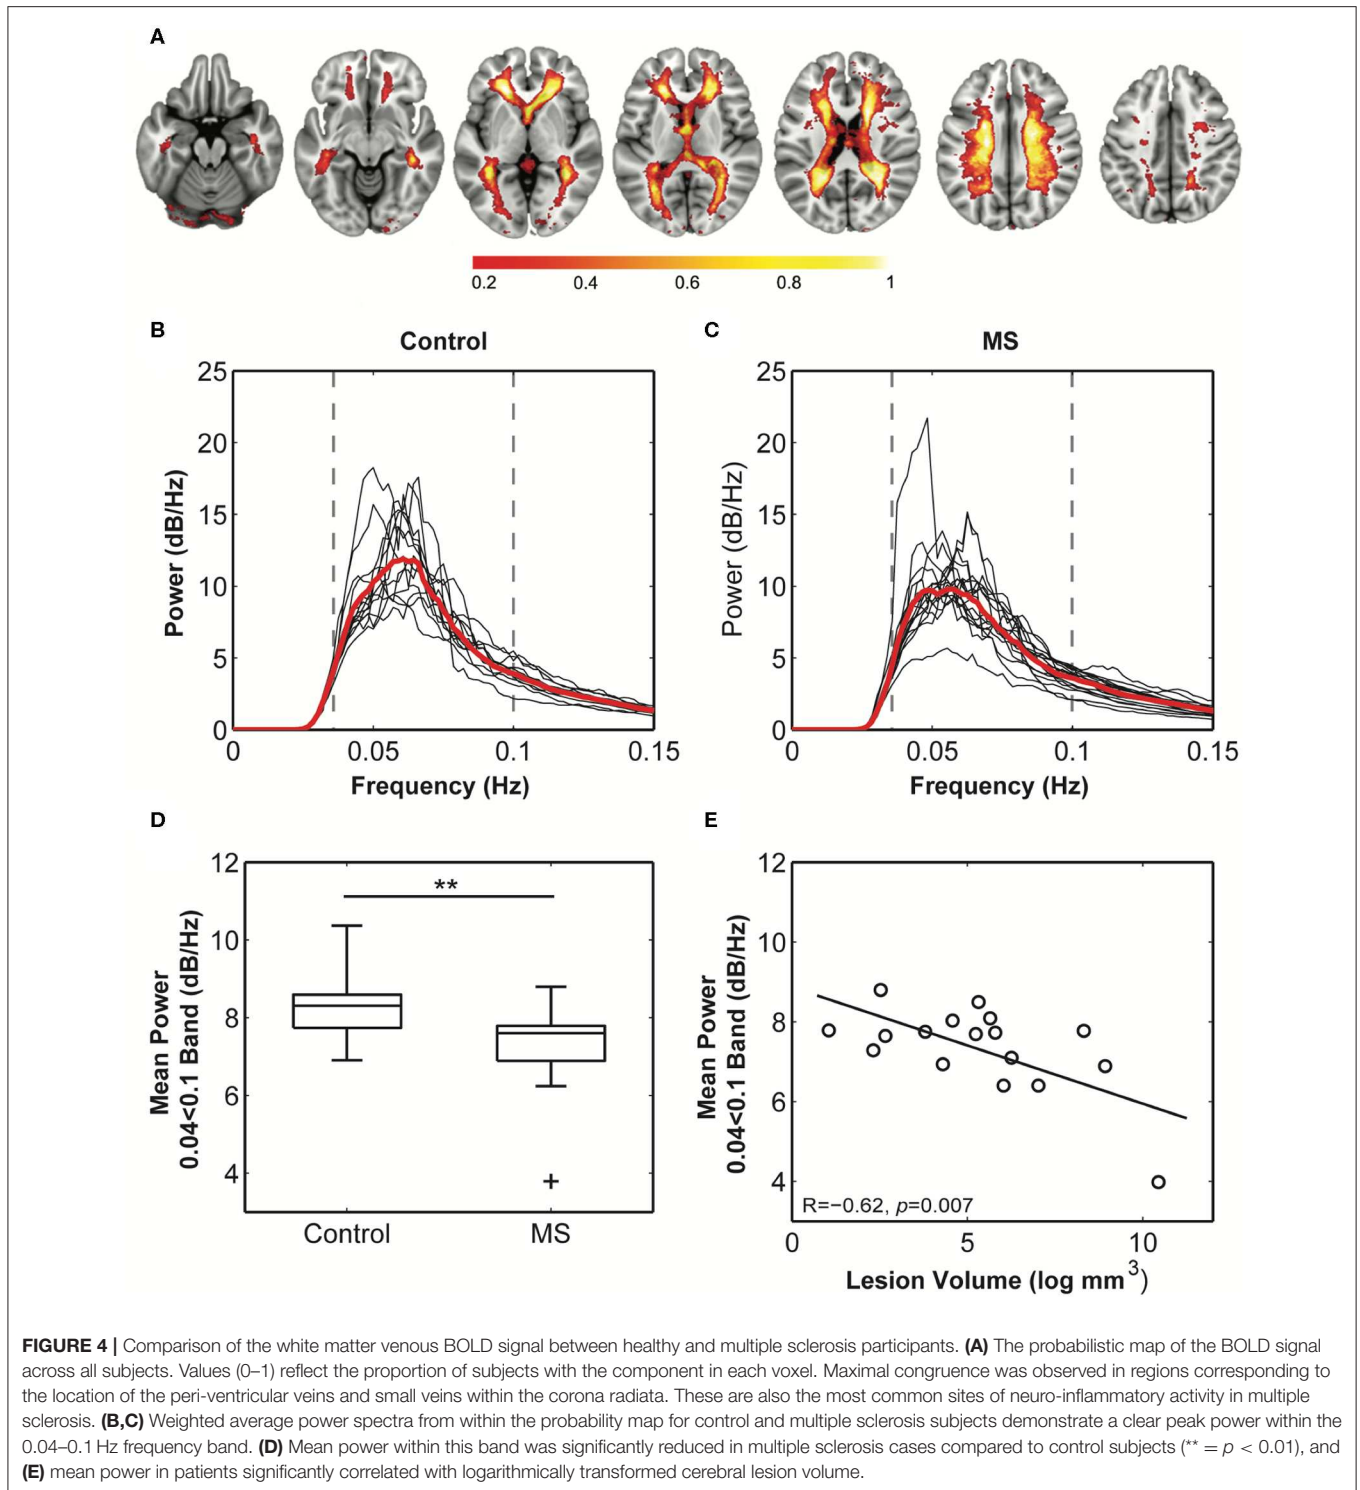 A
0.2 0.4 0.6 0.8 1
B
Control
C
MS
25
20
15
10
5
0
Power (dB/Hz)
0 0.05 0.1 0.15
Frequency (Hz)
25
20
15
10
5
0
Power (dB/Hz)
0 0.05 0.1 0.15
Frequency (Hz)
D
12
10
8
6
4
Mean Power
0.04<0.1 Band (dB/Hz)
**
Control MS
E
12
10
8
6
4
Mean Power
0.04<0.1 Band (dB/Hz)
R=−0.62, p=0.007
0 5 10
Lesion Volume (log mm³)
FIGURE 4 | Comparison of the white matter venous BOLD signal between healthy and multiple sclerosis participants. (A) The probabilistic map of the BOLD signal
across all subjects. Values (0–1) reflect the proportion of subjects with the component in each voxel. Maximal congruence was observed in regions corresponding to
the location of the peri-ventricular veins and small veins within the corona radiata. These are also the most common sites of neuro-inflammatory activity in multiple
sclerosis. (B,C) Weighted average power spectra from within the probability map for control and multiple sclerosis subjects demonstrate a clear peak power within the
0.04–0.1 Hz frequency band. (D) Mean power within this band was significantly reduced in multiple sclerosis cases compared to control subjects (** = p < 0.01), and
(E) mean power in patients significantly correlated with logarithmically transformed cerebral lesion volume.